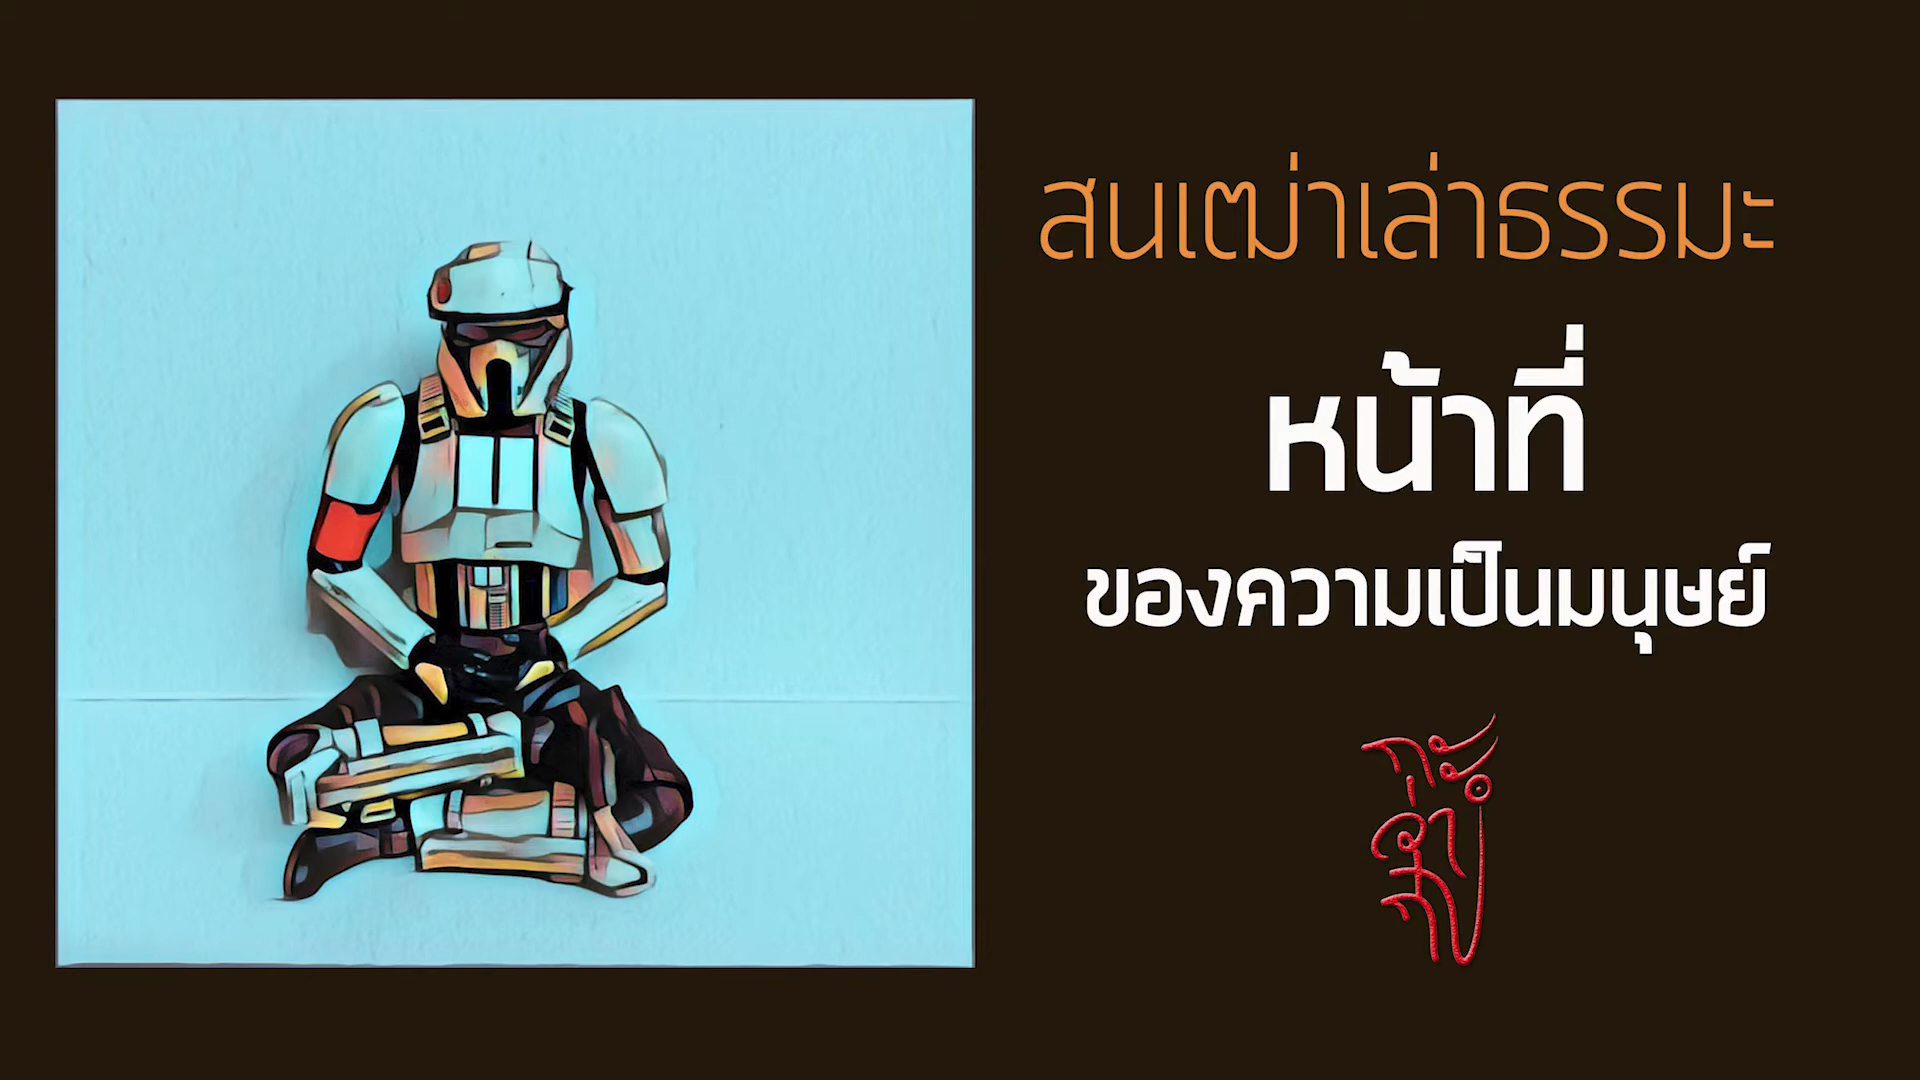 สนเฒ่าเล่าธรรมะ
หน้าที่
ของความเป็นมนุษย์